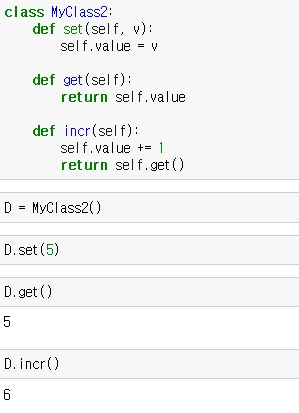 class MyClass2:
    def set(self, v):
        self.value = v

    def get(self):
        return self.value

    def incr(self):
        self.value += 1
        return self.get()
D = MyClass2()
D.set(5)
D.get()
5
D.incr()
6